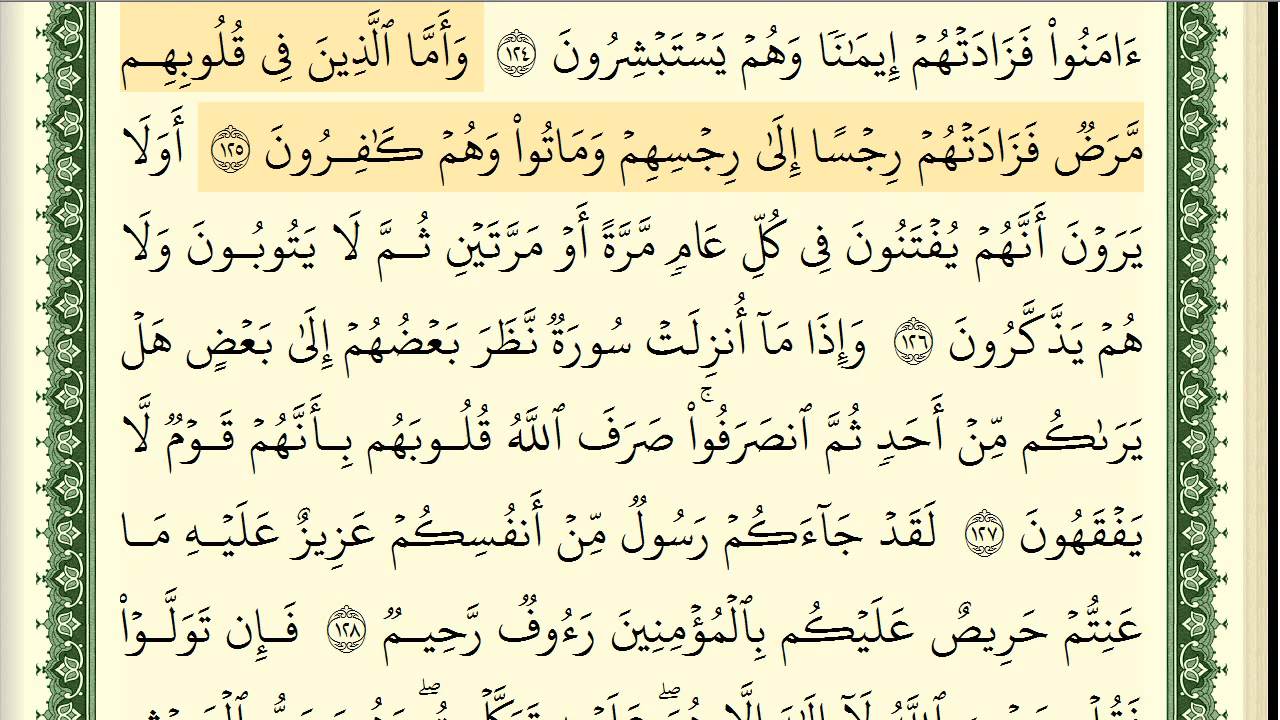 ءَامَنُوا۟ فَزَادَتْهُمْ إِيمَـٰنًا وَهُمْ يَسْتَبْشِرُونَ ١٢٤ وَأَمَّا ٱلَّذِينَ فِى قُلُوبِهِم
مَّرَضٌ فَزَادَتْهُمْ رِجْسًا إِلَىٰ رِجْسِهِمْ وَمَاتُوا۟ وَهُمْ كَـٰفِرُونَ ١٢٥ أَوَلَا
يَرَوْنَ أَنَّهُمْ يُفْتَنُونَ فِى كُلِّ عَامٍ مَّرَّةً أَوْ مَرَّتَيْنِ ثُمَّ لَا يَتُوبُونَ وَلَا
هُمْ يَذَّكَّرُونَ ١٢٦ وَإِذَا مَآ أُنزِلَتْ سُورَةٌ نَّظَرَ بَعْضُهُمْ إِلَىٰ بَعْضٍ هَلْ
يَرَىٰكُم مِّنْ أَحَدٍ ثُمَّ ٱنصَرَفُوا۟ ۚ صَرَفَ ٱللَّهُ قُلُوبَهُم بِأَنَّهُمْ قَوْمٌ لَّا
يَفْقَهُونَ ١٢٧ لَقَدْ جَآءَكُمْ رَسُولٌ مِّنْ أَنفُسِكُمْ عَزِيزٌ عَلَيْهِ مَا
عَنِتُّمْ حَرِيصٌ عَلَيْكُم بِٱلْمُؤْمِنِينَ رَءُوفٌ رَّحِيمٌ ١٢٨ فَإِن تَوَلَّوْا۟